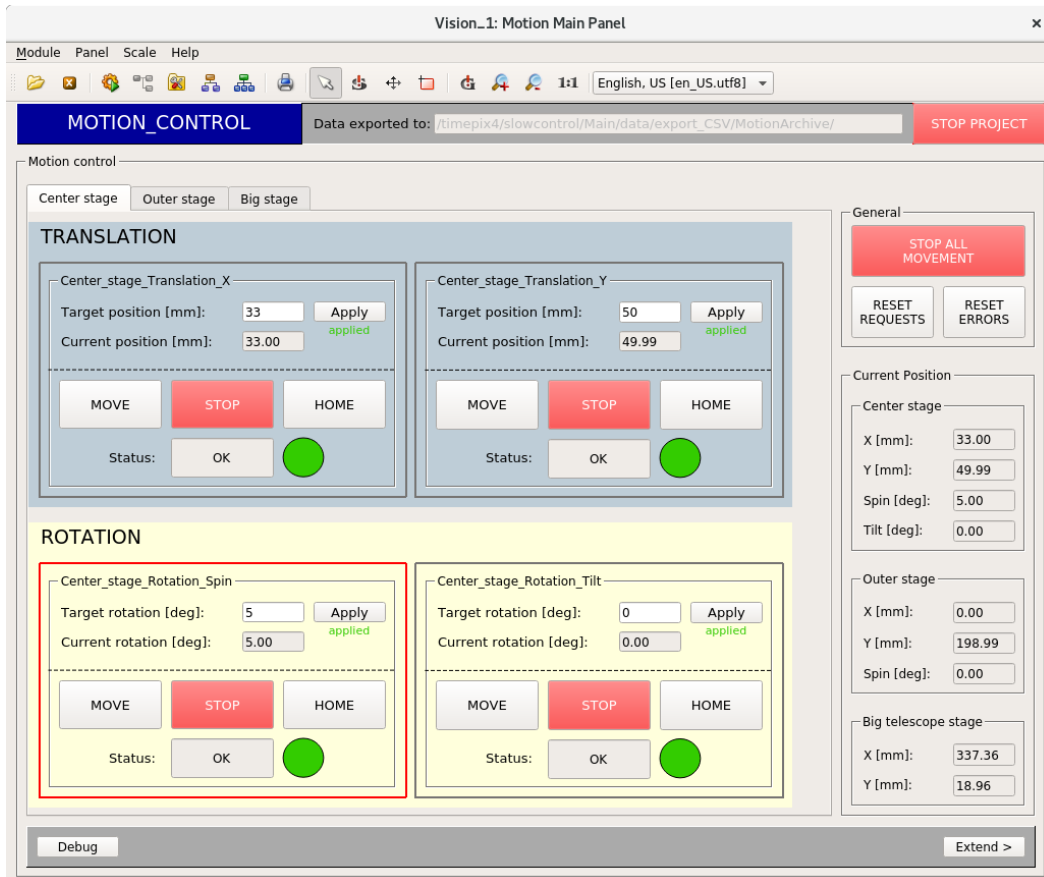 Vision_1: Motion Main Panel
Module Panel Scale Help
1:1 English, US [en_US.utf8]
MOTION_CONTROL Data exported to: /timepix4/slowcontrol/Main/data/export_CSV/MotionArchive/ STOP PROJECT
Motion control
Center stage Outer stage Big stage
TRANSLATION
Center_stage_Translation_X
Target position [mm]: 33 Apply
applied
Current position [mm]: 33.00
MOVE STOP HOME
Status: OK
Center_stage_Translation_Y
Target position [mm]: 50 Apply
applied
Current position [mm]: 49.99
MOVE STOP HOME
Status: OK
ROTATION
Center_stage_Rotation_Spin
Target rotation [deg]: 5 Apply
applied
Current rotation [deg]: 5.00
MOVE STOP HOME
Status: OK
Center_stage_Rotation_Tilt
Target rotation [deg]: 0 Apply
applied
Current rotation [deg]: 0.00
MOVE STOP HOME
Status: OK
General
STOP ALL
MOVEMENT
RESET
REQUESTS
RESET
ERRORS
Current Position
Center stage
X [mm]: 33.00
Y [mm]: 49.99
Spin [deg]: 5.00
Tilt [deg]: 0.00
Outer stage
X [mm]: 0.00
Y [mm]: 198.99
Spin [deg]: 0.00
Big telescope stage
X [mm]: 337.36
Y [mm]: 18.96
Debug Extend >